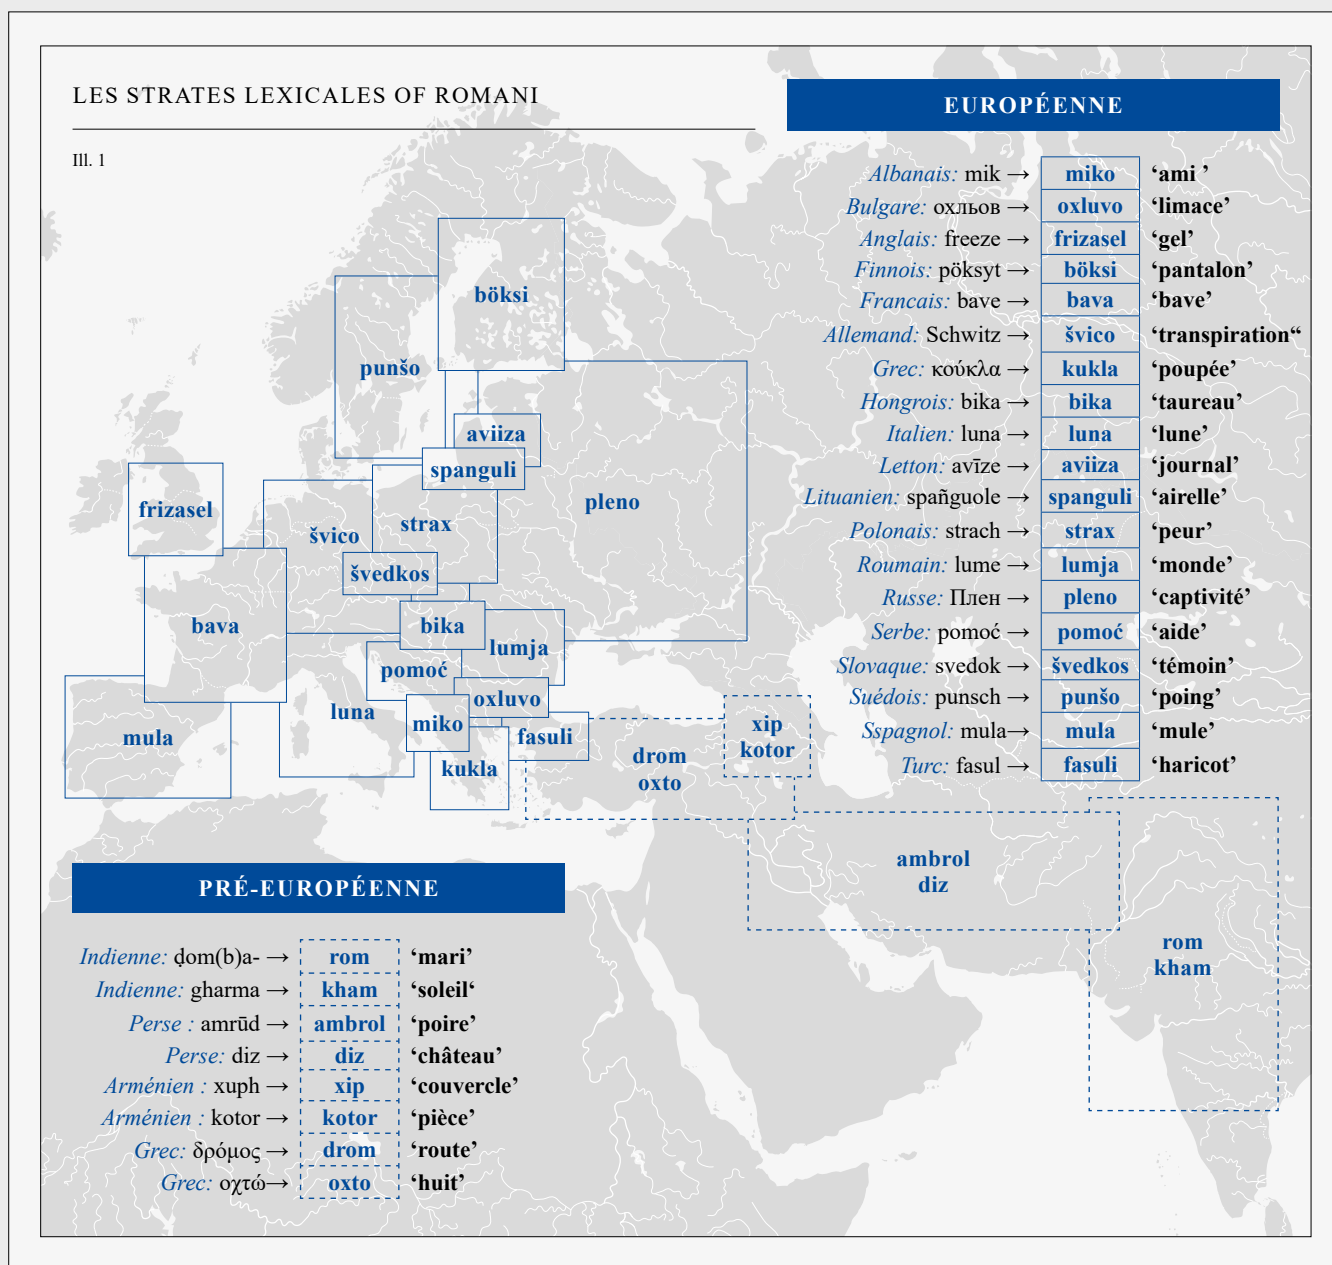 LES STRATES LEXICALES OF ROMANI
Ill. 1
EUROPÉENNE
Albanais: mik → miko ‘ami ’
Bulgare: охльов → oxluvo ‘limace’
Anglais: freeze → frizasel ‘gel’
Finnois: pöksyt → böksi ‘pantalon’
Francais: bave → bava ‘bave’
Allemand: Schwitz → švico ‘transpiration“
Grec: κούκλα → kukla ‘poupée’
Hongrois: bika → bika ‘taureau’
Italien: luna → luna ‘lune’
Letton: avīze → aviiza ‘journal’
Lituanien: spañguole → spanguli ‘airelle’
Polonais: strach → strax ‘peur’
Roumain: lume → lumja ‘monde’
Russe: Плен → pleno ‘captivité’
Serbe: pomoć → pomoć ‘aide’
Slovaque: svedok → švedkos ‘témoin’
Suédois: punsch → punšo ‘poing’
Sspagnol: mula→ mula ‘mule’
Turc: fasul → fasuli ‘haricot’
böksi
punšo
aviiza
spanguli
frizasel
pleno
strax
švico
švedkos
bava
bika
lumja
pomoć
oxluvo
luna
miko
mula
fasuli
kukla
xip
kotor
drom
oxto
ambrol
diz
rom
kham
PRÉ-EUROPÉENNE
Indienne: ḍom(b)a- → rom ‘mari’
Indienne: gharma → kham ‘soleil‘
Perse : amrūd → ambrol ‘poire’
Perse: diz → diz ‘château’
Arménien : xuph → xip ‘couvercle’
Arménien : kotor → kotor ‘pièce’
Grec: δρόμος → drom ‘route’
Grec: οχτώ→ oxto ‘huit’